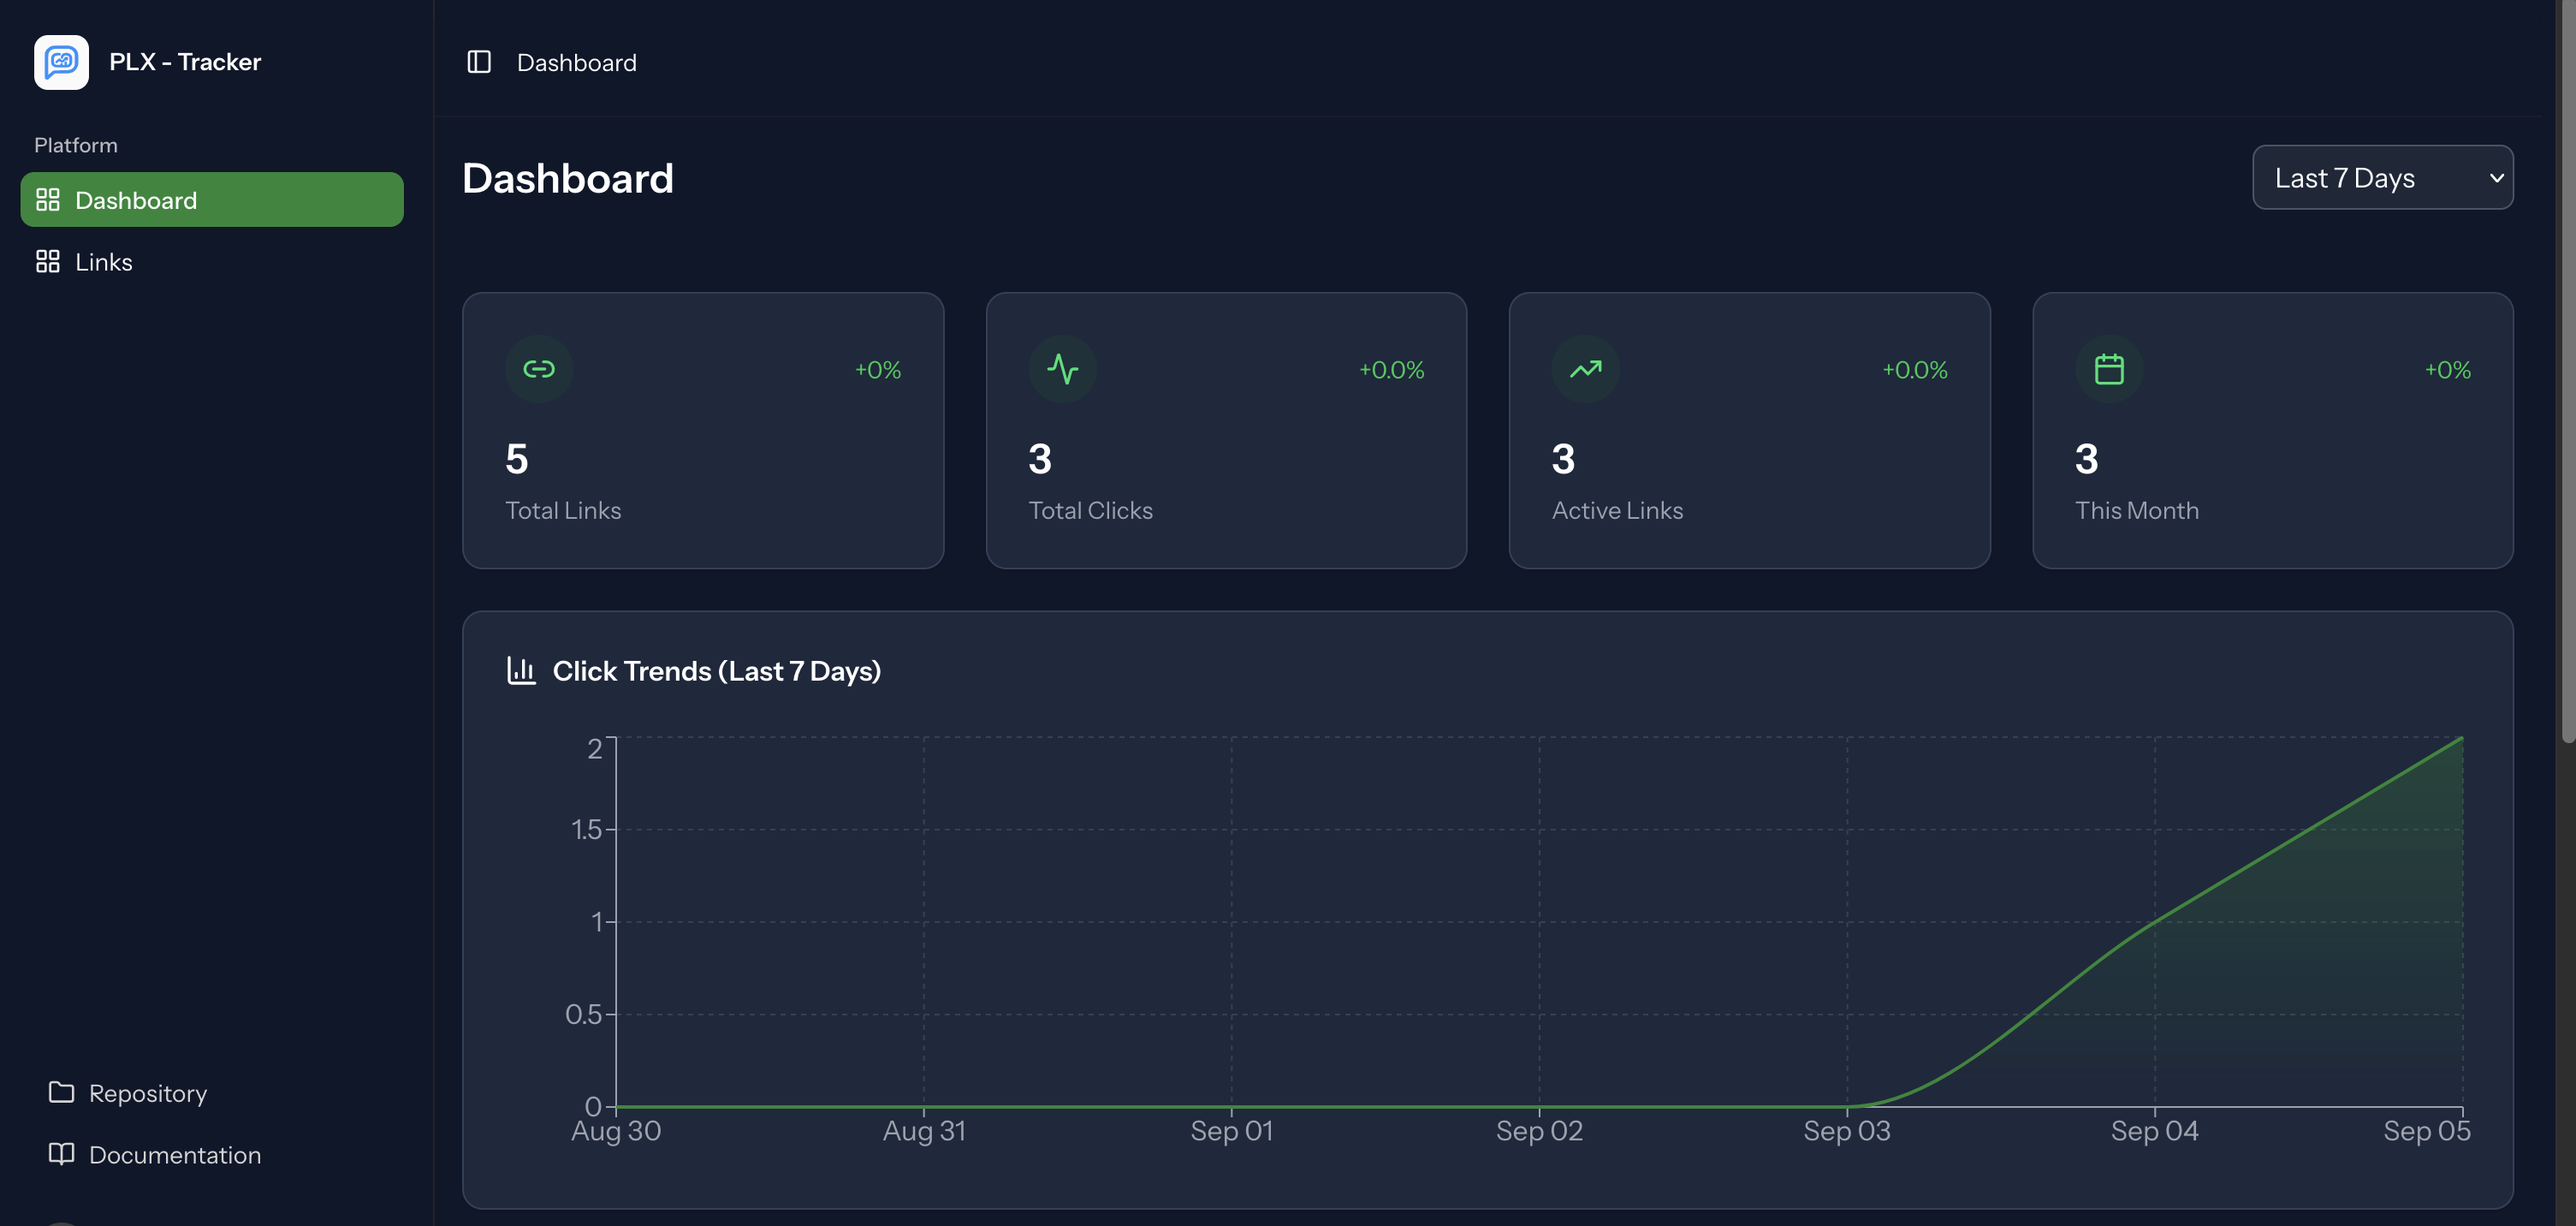 PLX - Tracker
Platform
Dashboard
Links
Repository
Documentation
Dashboard
Dashboard
Last 7 Days
+0%
5
Total Links
+0.0%
3
Total Clicks
+0.0%
3
Active Links
+0%
3
This Month
Click Trends (Last 7 Days)
2
1.5
1
0.5
0
Aug 30 Aug 31 Sep 01 Sep 02 Sep 03 Sep 04 Sep 05